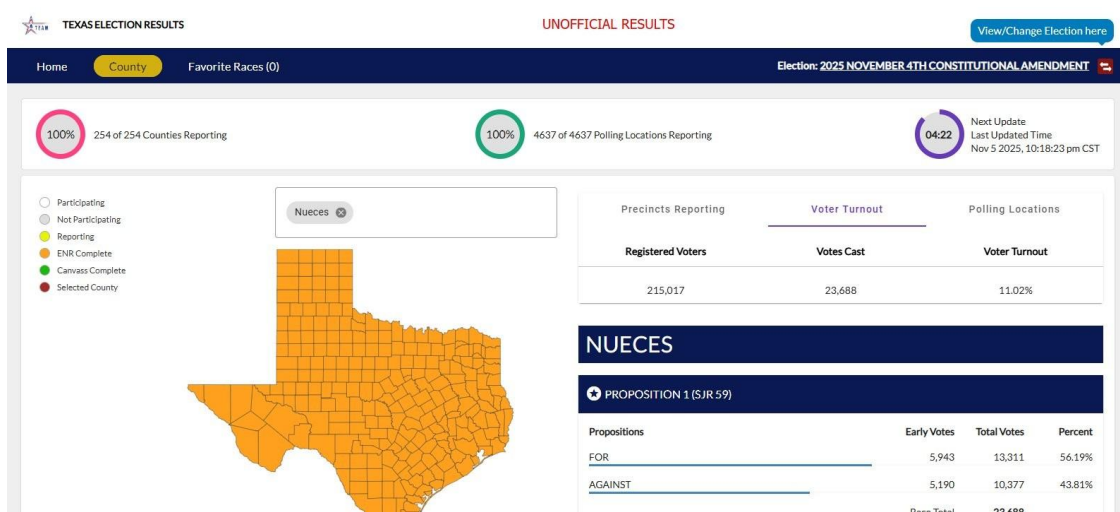 TEAM
TEXAS ELECTION RESULTS
UNOFFICIAL RESULTS
View/Change Election here
Home
County
Favorite Races (0)
Election: 2025 NOVEMBER 4TH CONSTITUTIONAL AMENDMENT
100%
254 of 254 Counties Reporting
100%
4637 of 4637 Polling Locations Reporting
04:22
Next Update
Last Updated Time
Nov 5 2025, 10:18:23 pm CST
Participating
Not Participating
Reporting
ENR Complete
Canvass Complete
Selected County
Nueces
Precincts Reporting
Voter Turnout
Polling Locations
Registered Voters
Votes Cast
Voter Turnout
215,017
23,688
11.02%
NUECES
PROPOSITION 1 (SJR 59)
Propositions
Early Votes
Total Votes
Percent
FOR
5,943
13,311
56.19%
AGAINST
5,190
10,377
43.81%
Race Total
23,688